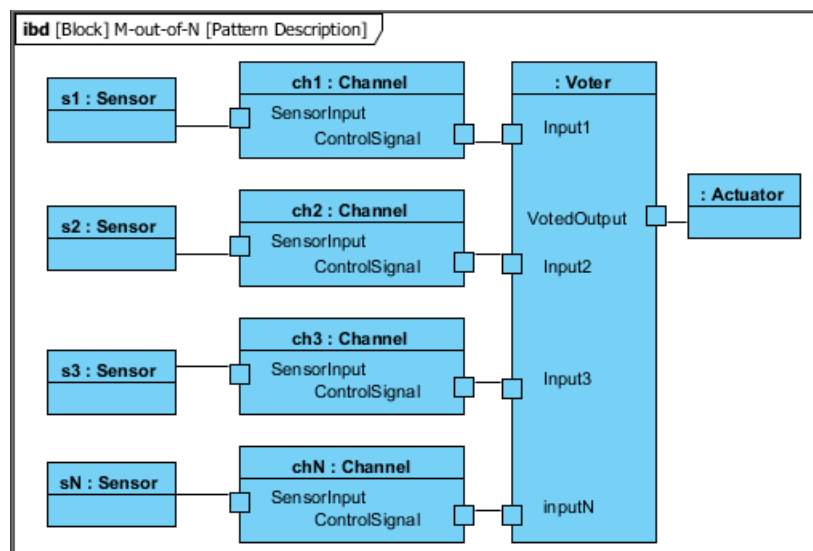 ibd [Block] M-out-of-N [Pattern Description]
s1 : Sensor
ch1 : Channel
SensorInput
ControlSignal
: Voter
Input1
VotedOutput
Input2
Input3
inputN
: Actuator
s2 : Sensor
ch2 : Channel
SensorInput
ControlSignal
s3 : Sensor
ch3 : Channel
SensorInput
ControlSignal
sN : Sensor
chN : Channel
SensorInput
ControlSignal